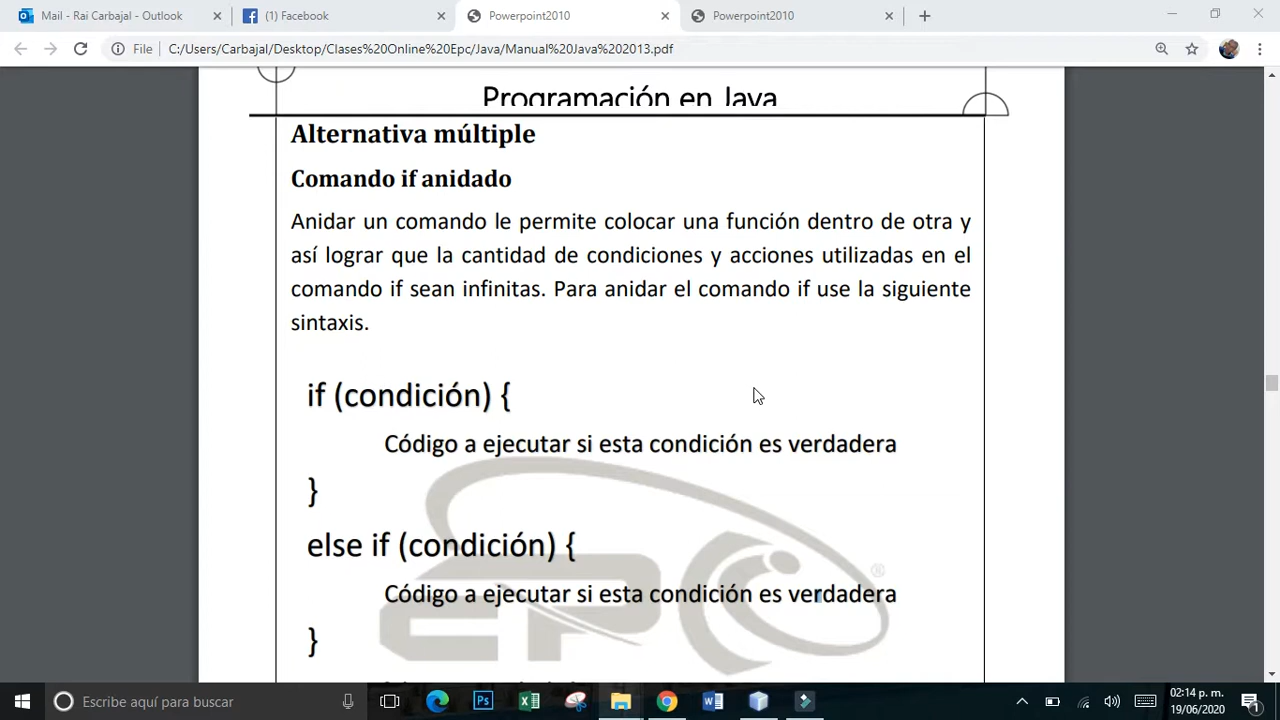 Mail - Rai Carbajal - Outlook
(1) Facebook
Powerpoint2010
Powerpoint2010
File
C:/Users/Carbajal/Desktop/Clases%20Online%20Epc/Java/Manual%20Java%202013.pdf
Programación en Java
Alternativa múltiple
Comando if anidado
Anidar un comando le permite colocar una función dentro de otra y
así lograr que la cantidad de condiciones y acciones utilizadas en el
comando if sean infinitas. Para anidar el comando if use la siguiente
sintaxis.
if (condición) {
Código a ejecutar si esta condición es verdadera
}
else if (condición) {
Código a ejecutar si esta condición es verdadera
}
EPC
®
Escribe aquí para buscar
Ps
02:14 p. m.
19/06/2020
1